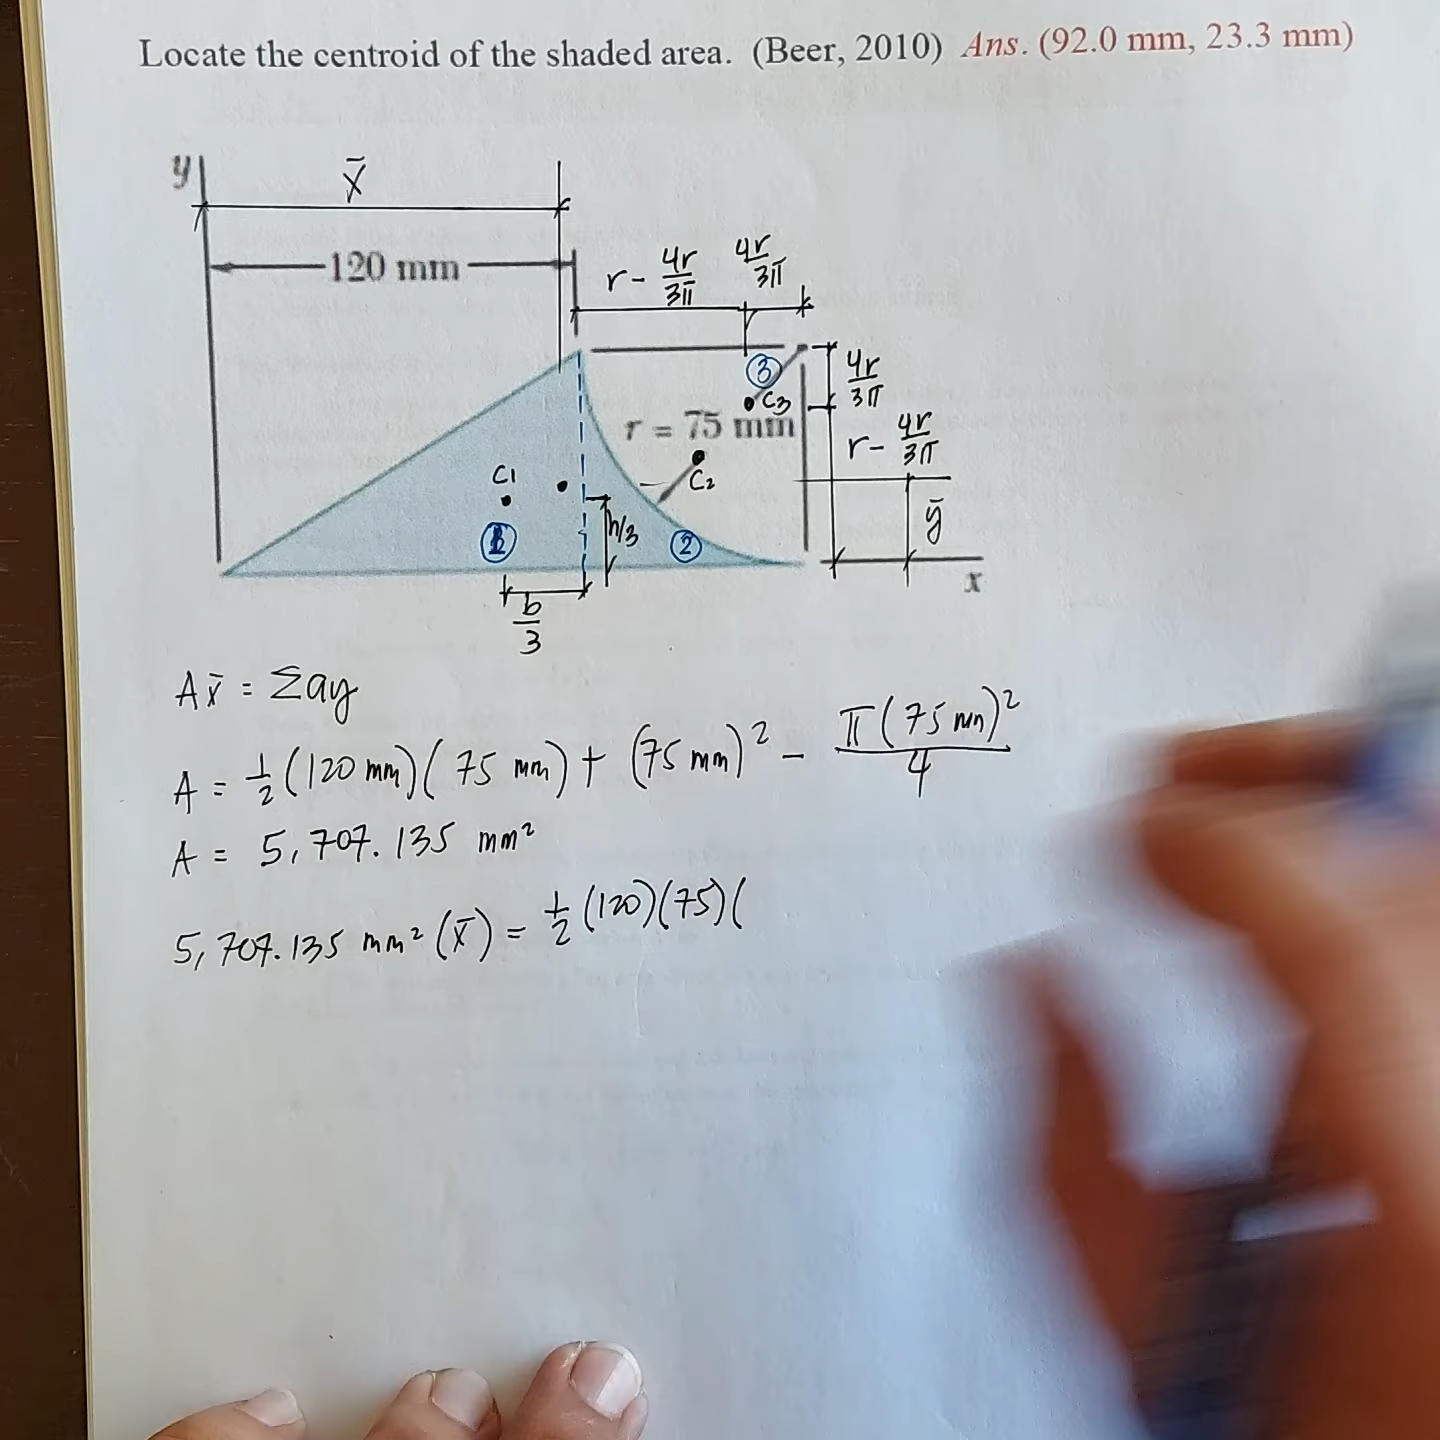 Locate the centroid of the shaded area. (Beer, 2010) Ans. (92.0 mm, 23.3 mm)
y
x̄
120 mm
r - 4r/3π
4r/3π
3
C3
4r/3π
r = 75 mm
r - 4r/3π
C1
C2
ȳ
h/3
2
x
b/3
Ax̄ = Σay
A = 1/2 (120 mm)(75 mm) + (75 mm)² - π(75 mm)²/4
A = 5,707.135 mm²
5,707.135 mm² (x̄) = 1/2 (120)(75)(